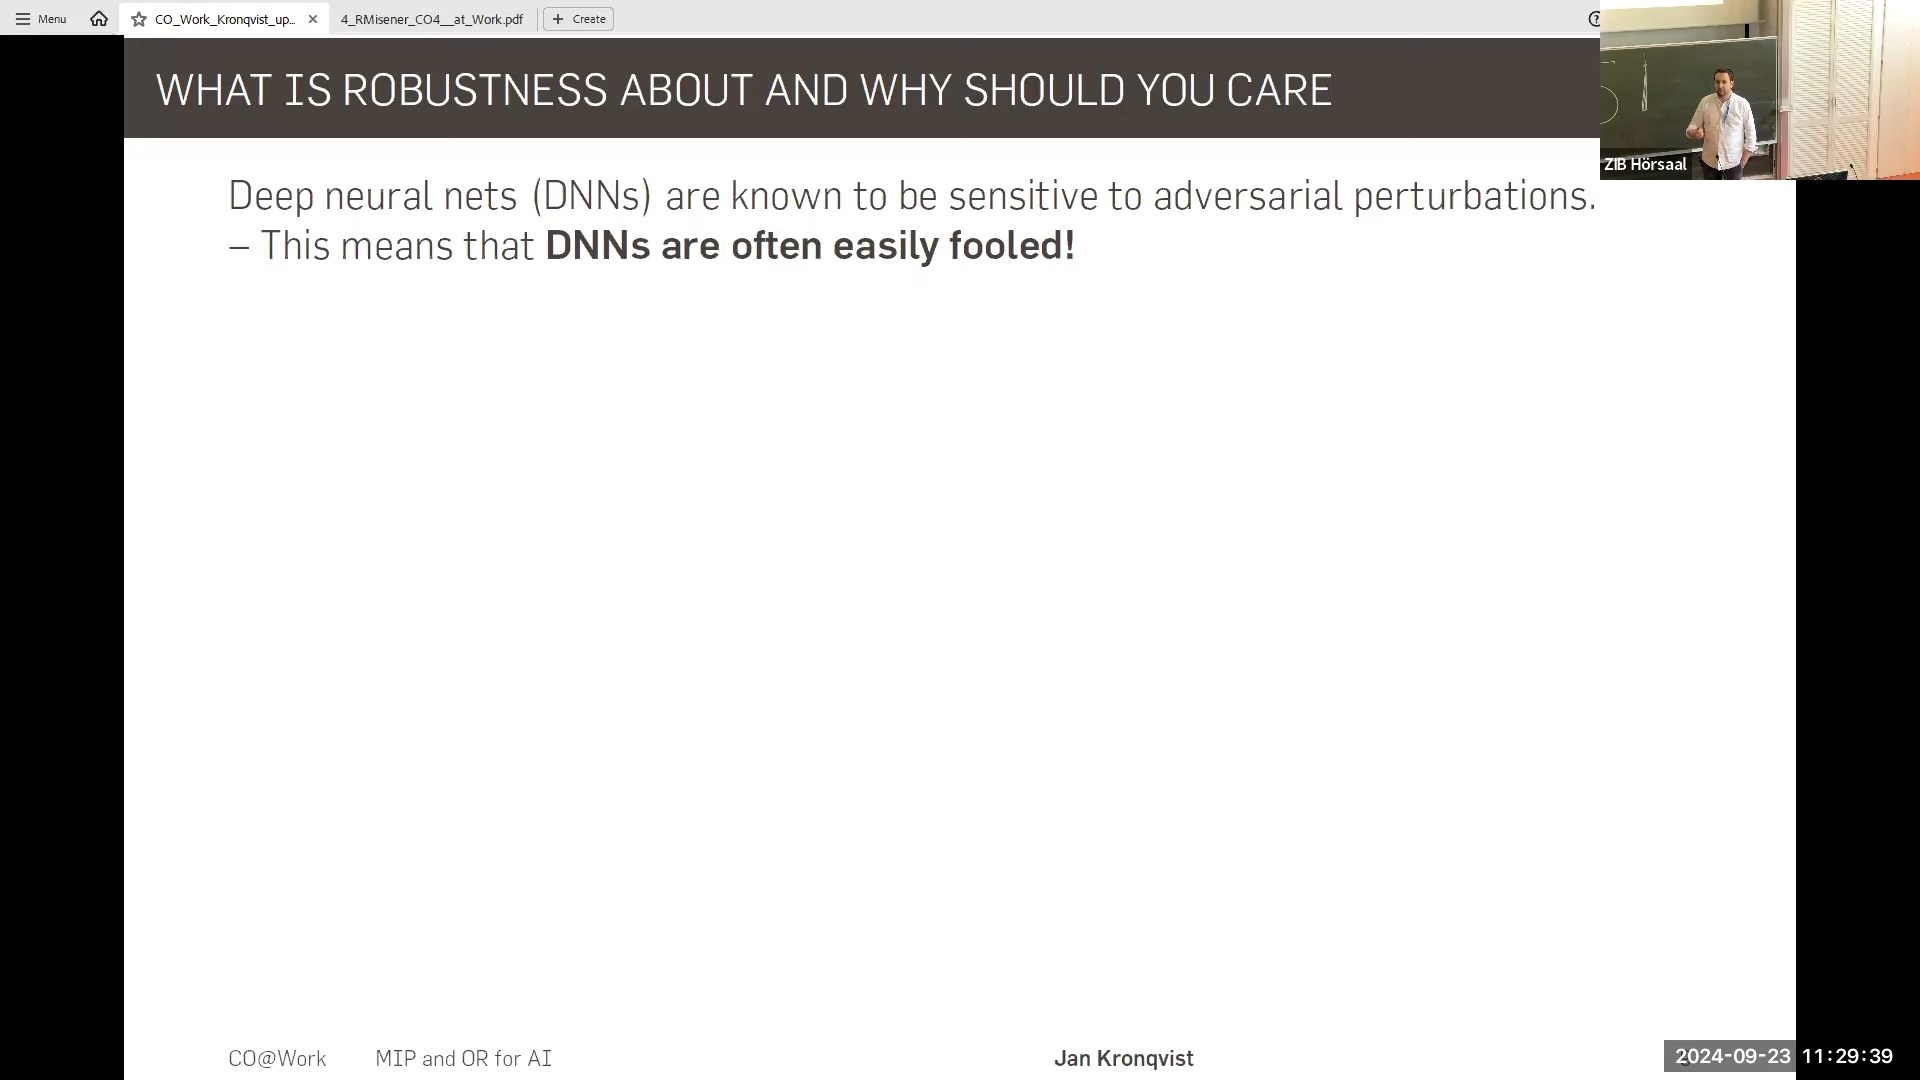 Menu
CO_Work_Kronqvist_up...
4_RMisener_CO4__at_Work.pdf
Create
WHAT IS ROBUSTNESS ABOUT AND WHY SHOULD YOU CARE
ZIB Hörsaal
Deep neural nets (DNNs) are known to be sensitive to adversarial perturbations.
– This means that DNNs are often easily fooled!
CO@Work MIP and OR for AI Jan Kronqvist
2024-09-23 11:29:39